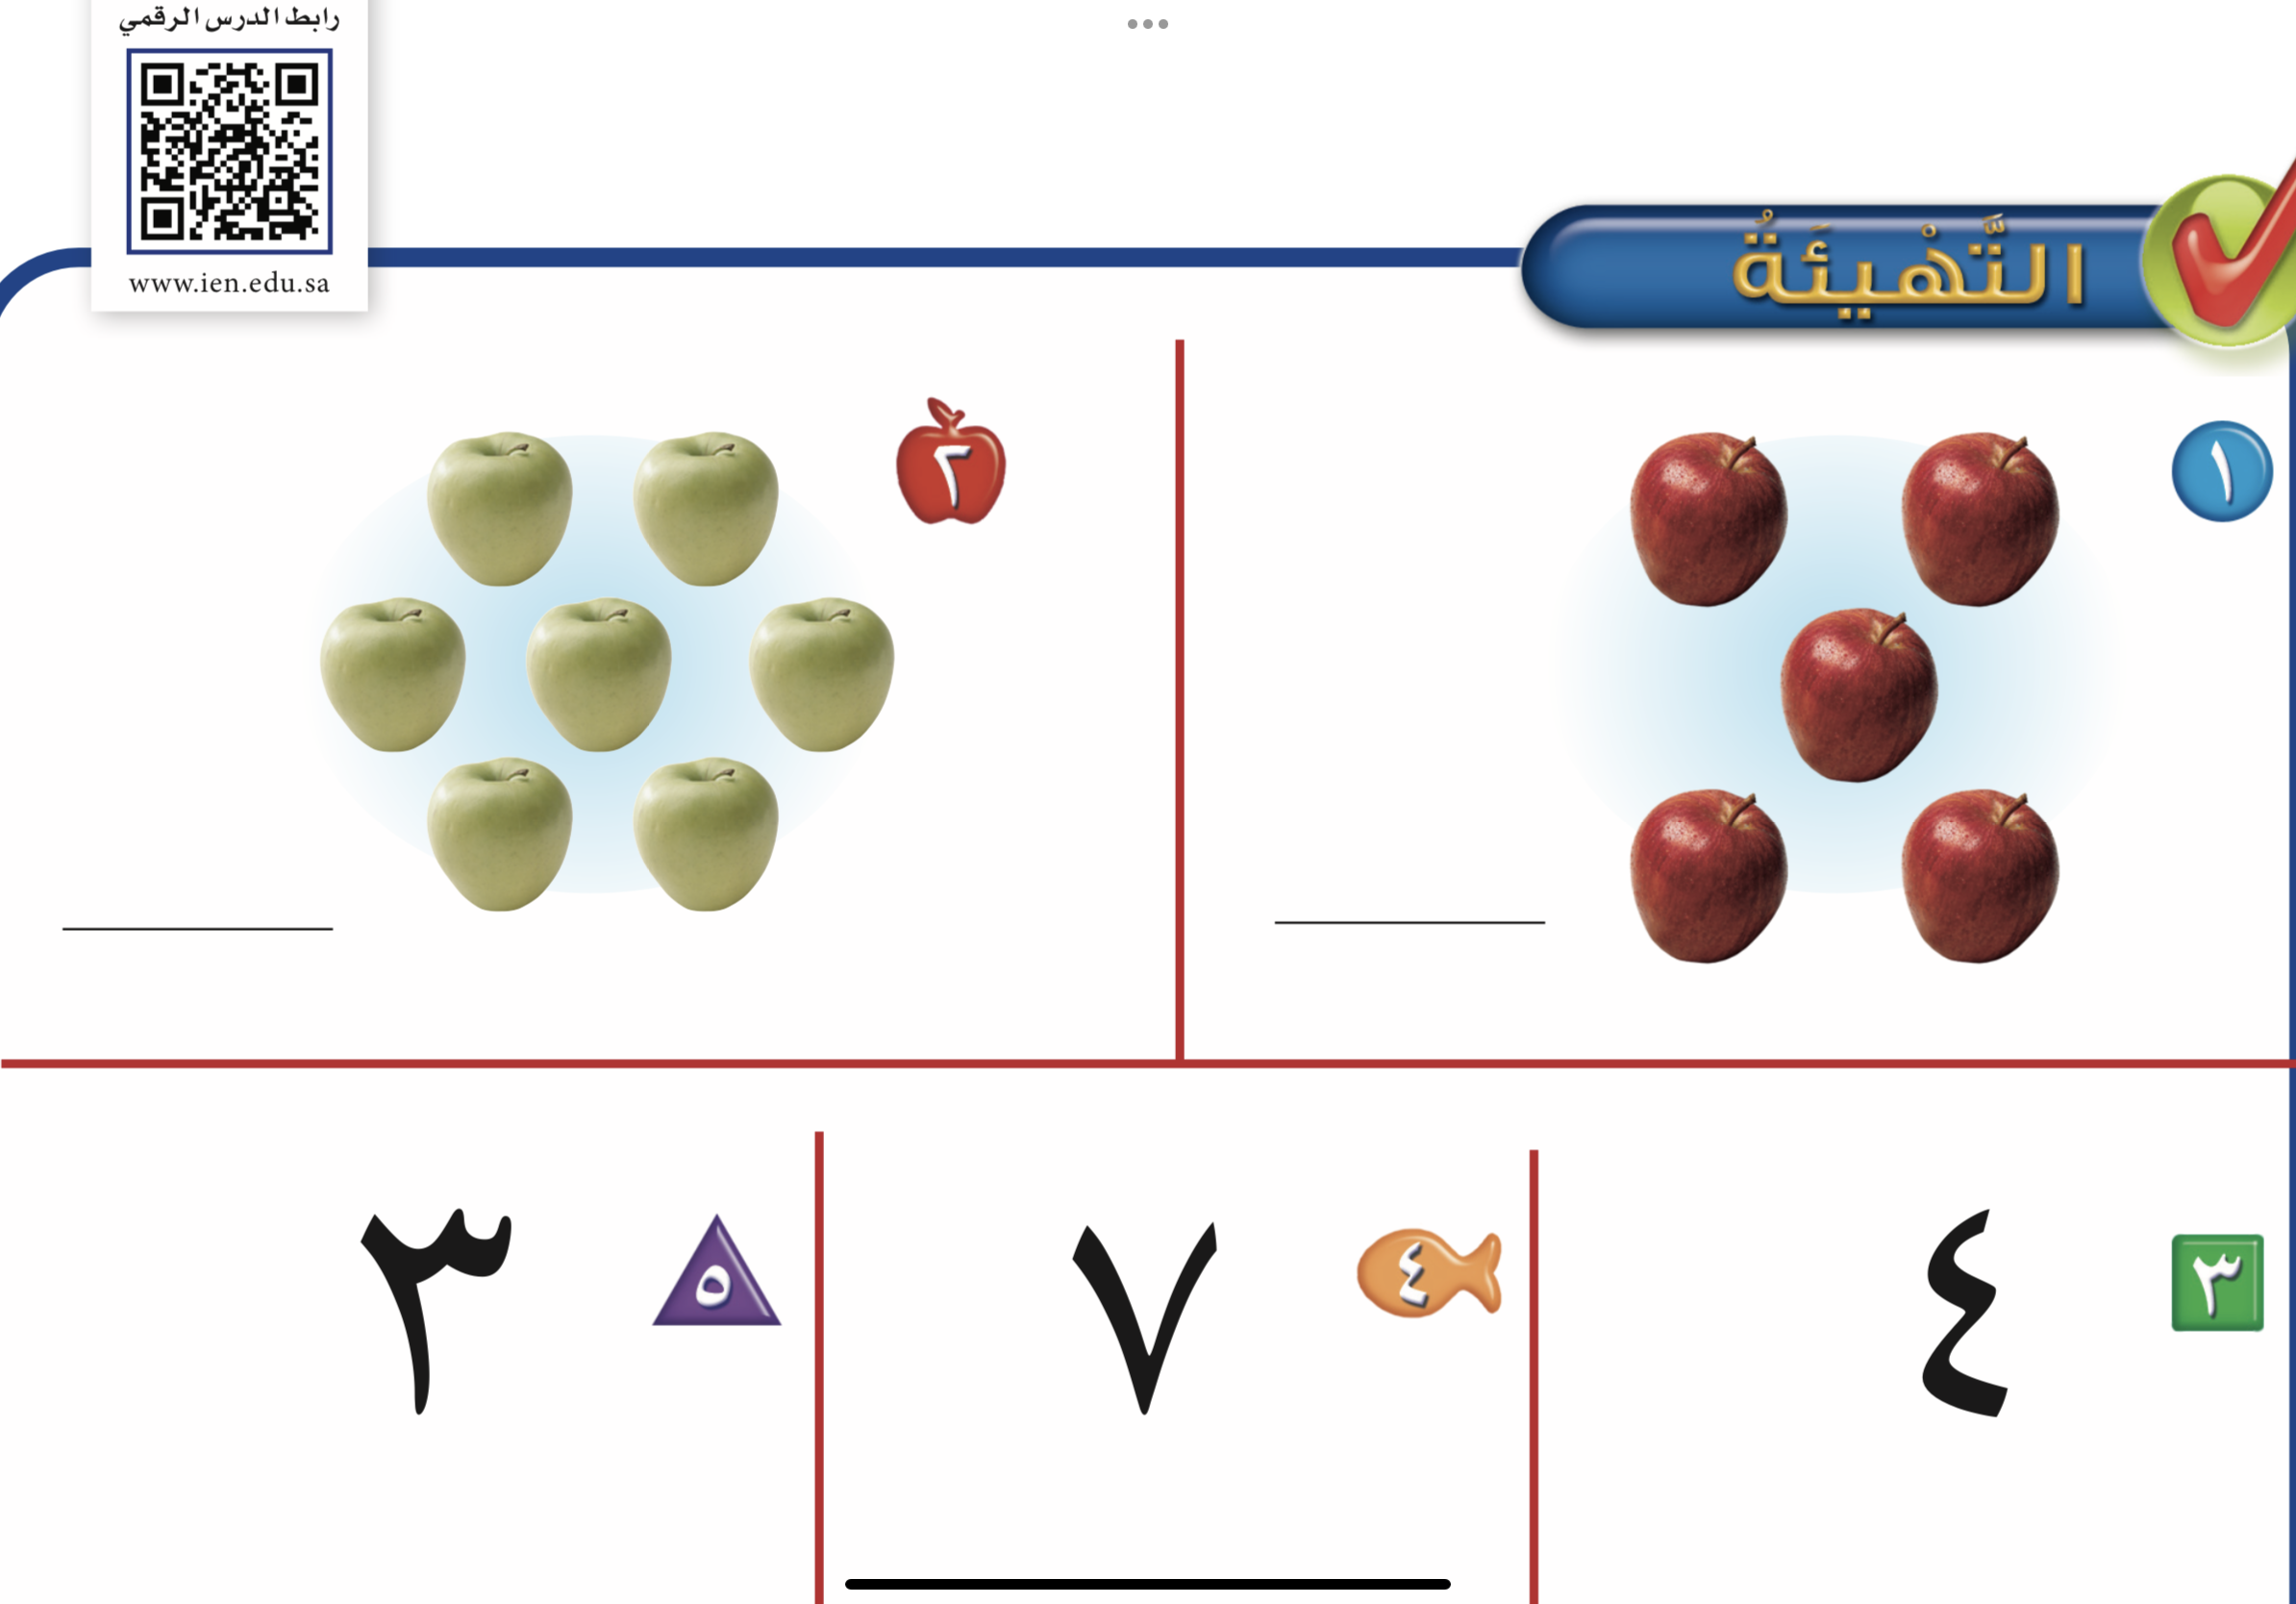 رابط الدرس الرقمي
www.ien.edu.sa
التَّهْيِئَةُ
١
٢
٣
٤
٤
٧
٥
٣